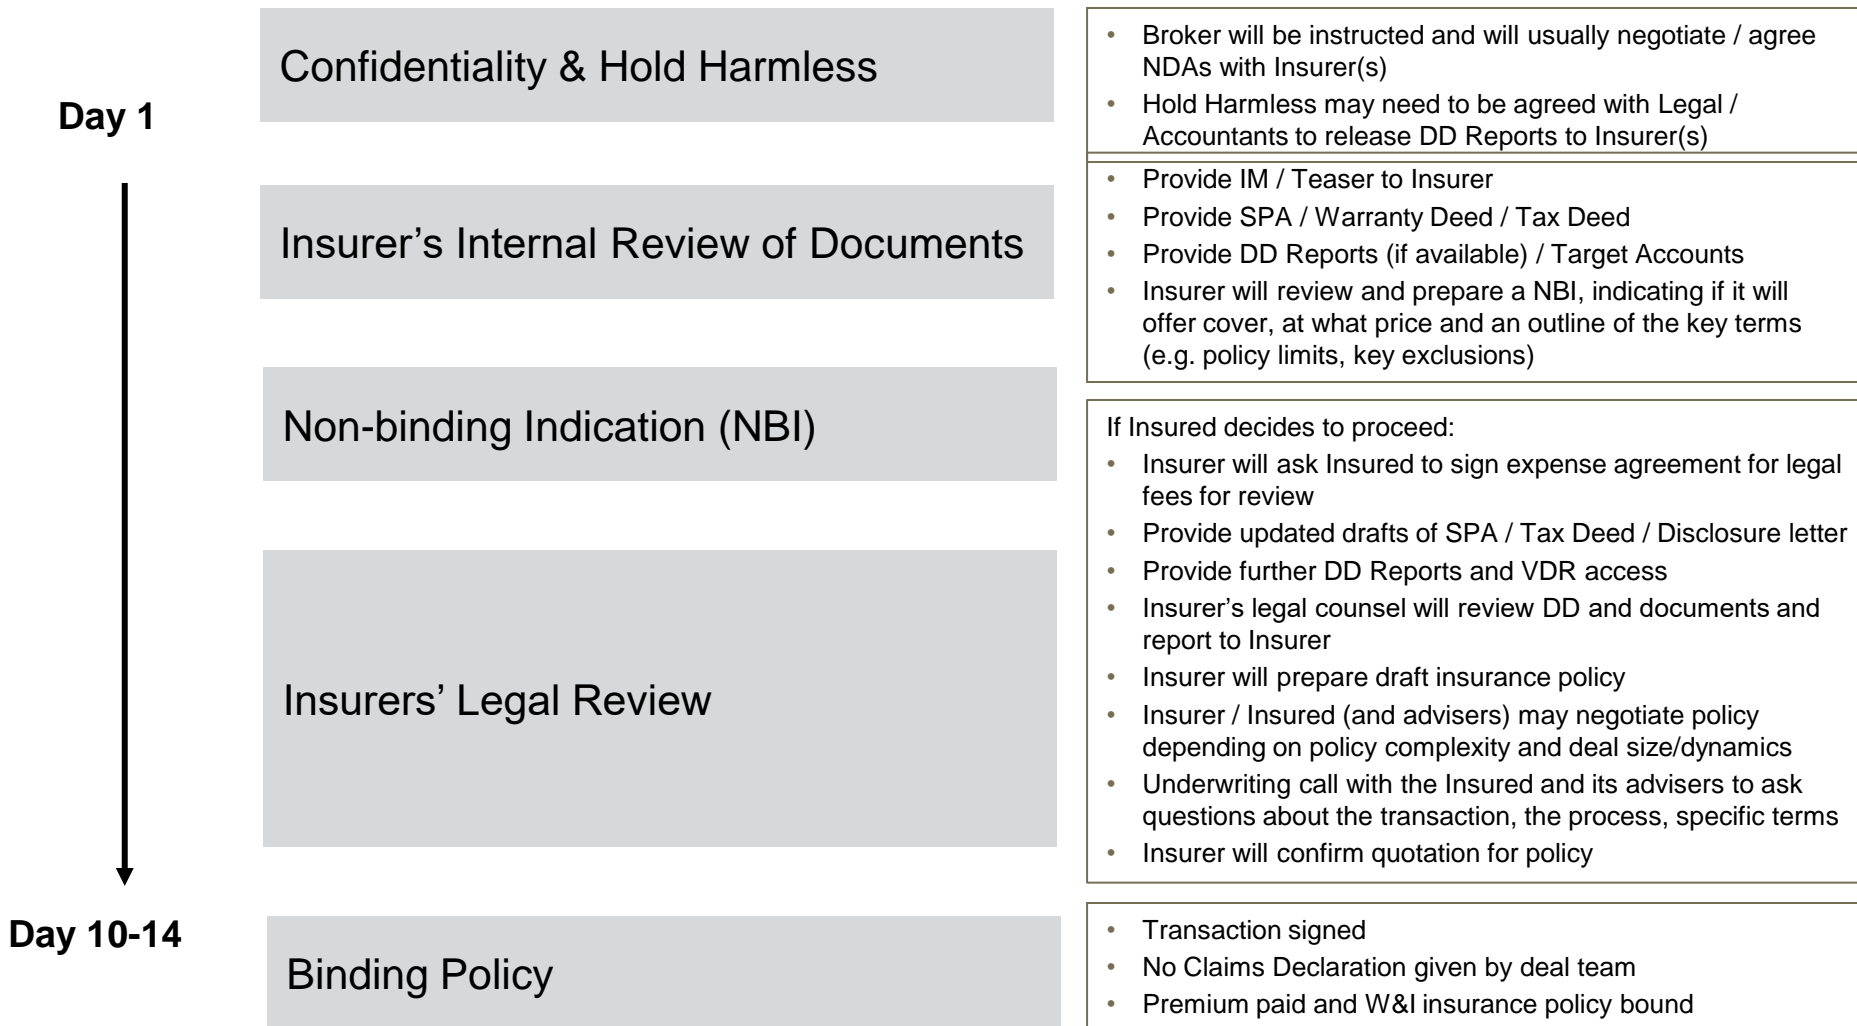 Day 1
Confidentiality & Hold Harmless
• Broker will be instructed and will usually negotiate / agree
NDAs with Insurer(s)
• Hold Harmless may need to be agreed with Legal /
Accountants to release DD Reports to Insurer(s)
Insurer’s Internal Review of Documents
• Provide IM / Teaser to Insurer
• Provide SPA / Warranty Deed / Tax Deed
• Provide DD Reports (if available) / Target Accounts
• Insurer will review and prepare a NBI, indicating if it will
offer cover, at what price and an outline of the key terms
(e.g. policy limits, key exclusions)
Non-binding Indication (NBI)
If Insured decides to proceed:
• Insurer will ask Insured to sign expense agreement for legal
fees for review
• Provide updated drafts of SPA / Tax Deed / Disclosure letter
• Provide further DD Reports and VDR access
• Insurer’s legal counsel will review DD and documents and
report to Insurer
• Insurer will prepare draft insurance policy
• Insurer / Insured (and advisers) may negotiate policy
depending on policy complexity and deal size/dynamics
• Underwriting call with the Insured and its advisers to ask
questions about the transaction, the process, specific terms
• Insurer will confirm quotation for policy
Insurers’ Legal Review
Day 10-14
Binding Policy
• Transaction signed
• No Claims Declaration given by deal team
• Premium paid and W&I insurance policy bound